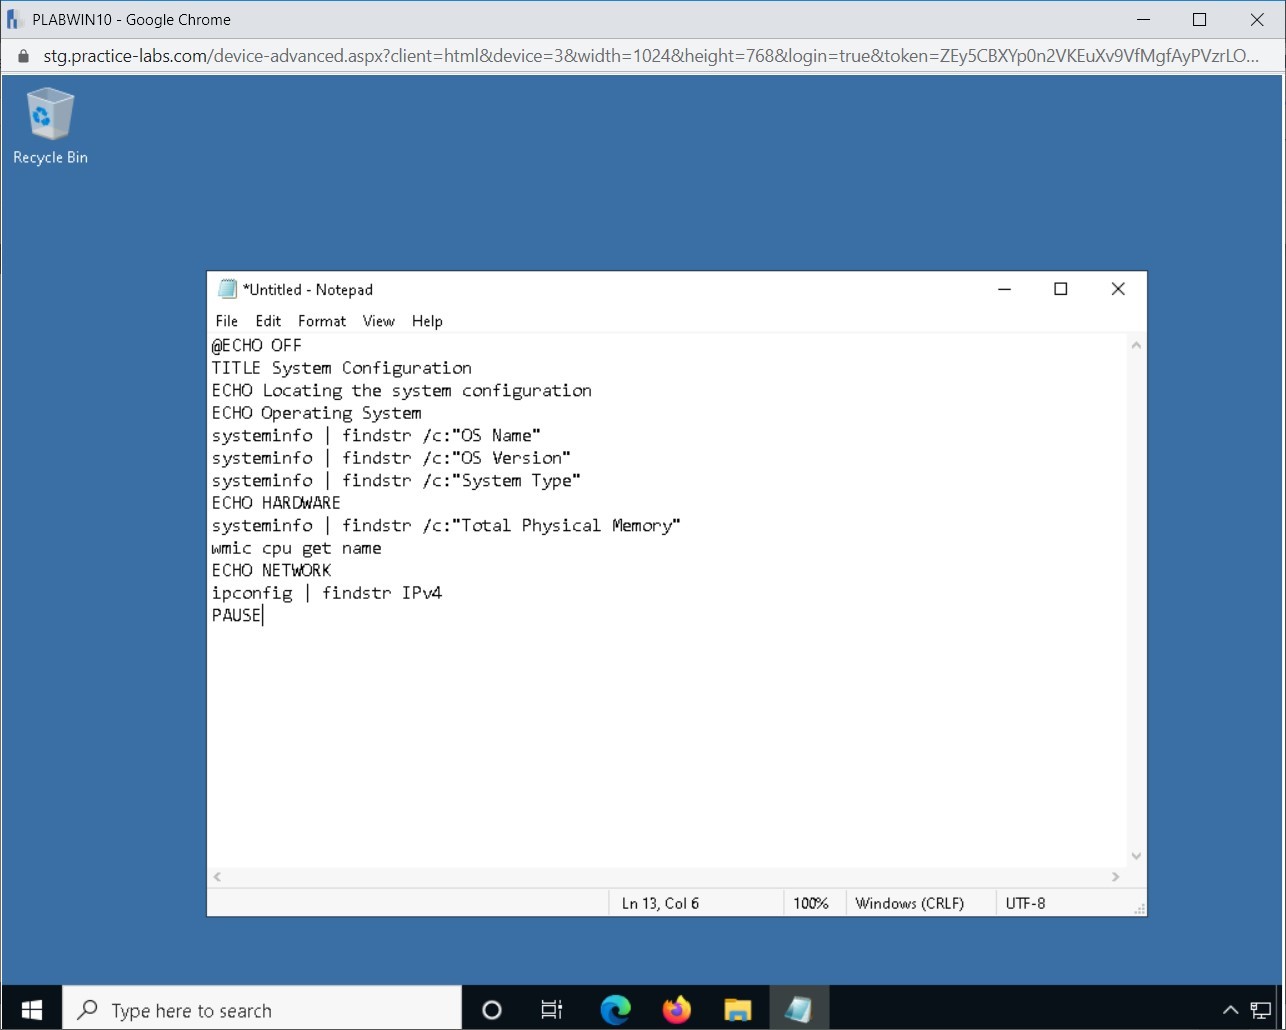 PLABWIN10 - Google Chrome
stg.practice-labs.com/device-advanced.aspx?client=html&device=3&width=1024&height=768&login=true&token=ZEy5CBXYp0n2VKEuXv9VfMgfAyPVzrLO...
Recycle Bin
*Untitled - Notepad
File Edit Format View Help
@ECHO OFF
TITLE System Configuration
ECHO Locating the system configuration
ECHO Operating System
systeminfo | findstr /c:"OS Name"
systeminfo | findstr /c:"OS Version"
systeminfo | findstr /c:"System Type"
ECHO HARDWARE
systeminfo | findstr /c:"Total Physical Memory"
wmic cpu get name
ECHO NETWORK
ipconfig | findstr IPv4
PAUSE
Ln 13, Col 6 100% Windows (CRLF) UTF-8
Type here to search